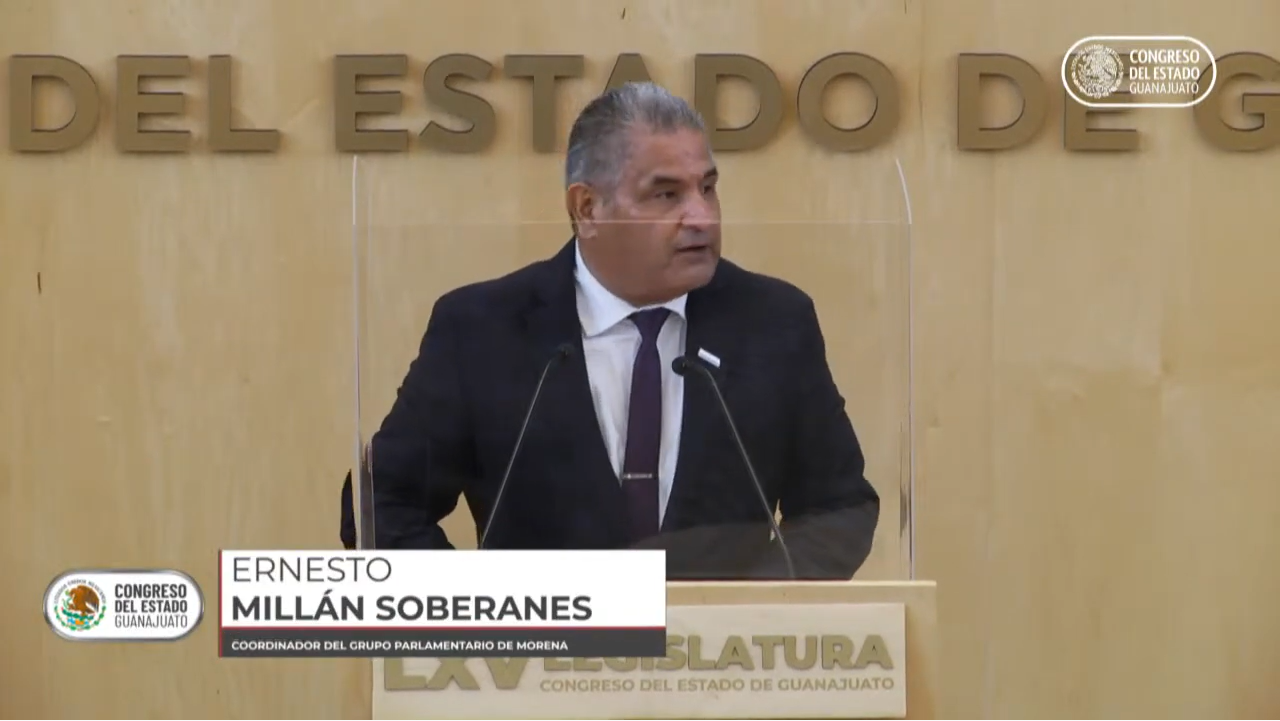 DEL ESTADO DE G
CONGRESO
DEL ESTADO
GUANAJUATO
ERNESTO
MILLÁN SOBERANES
COORDINADOR DEL GRUPO PARLAMENTARIO DE MORENA
CONGRESO
DEL ESTADO
GUANAJUATO
LXV LEGISLATURA
CONGRESO DEL ESTADO DE GUANAJUATO